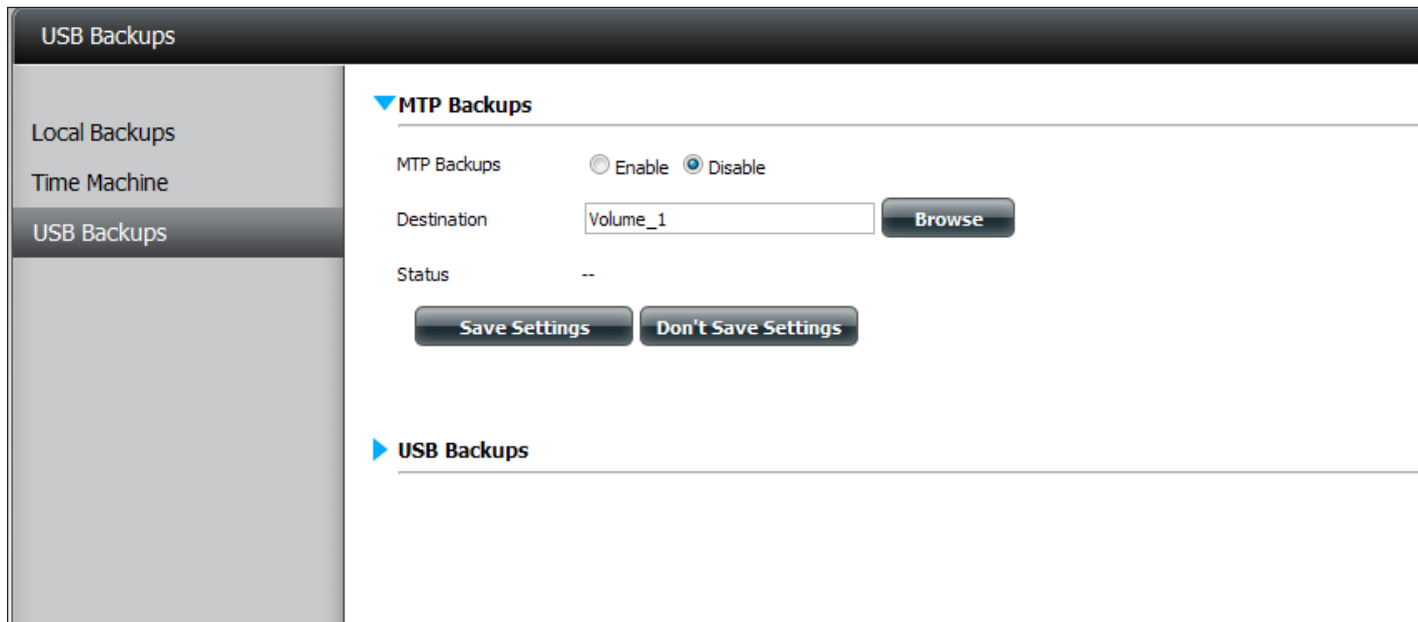 USB Backups
Local Backups
Time Machine
USB Backups
MTP Backups
MTP Backups Enable Disable
Destination Volume_1 Browse
Status --
Save Settings Don't Save Settings
USB Backups